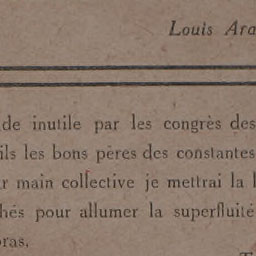 Louis Ara
de inutile par les congrès des
ils les bons pères des constantes
r main collective je mettrai la l
hés pour allumer la superfluité
oras.